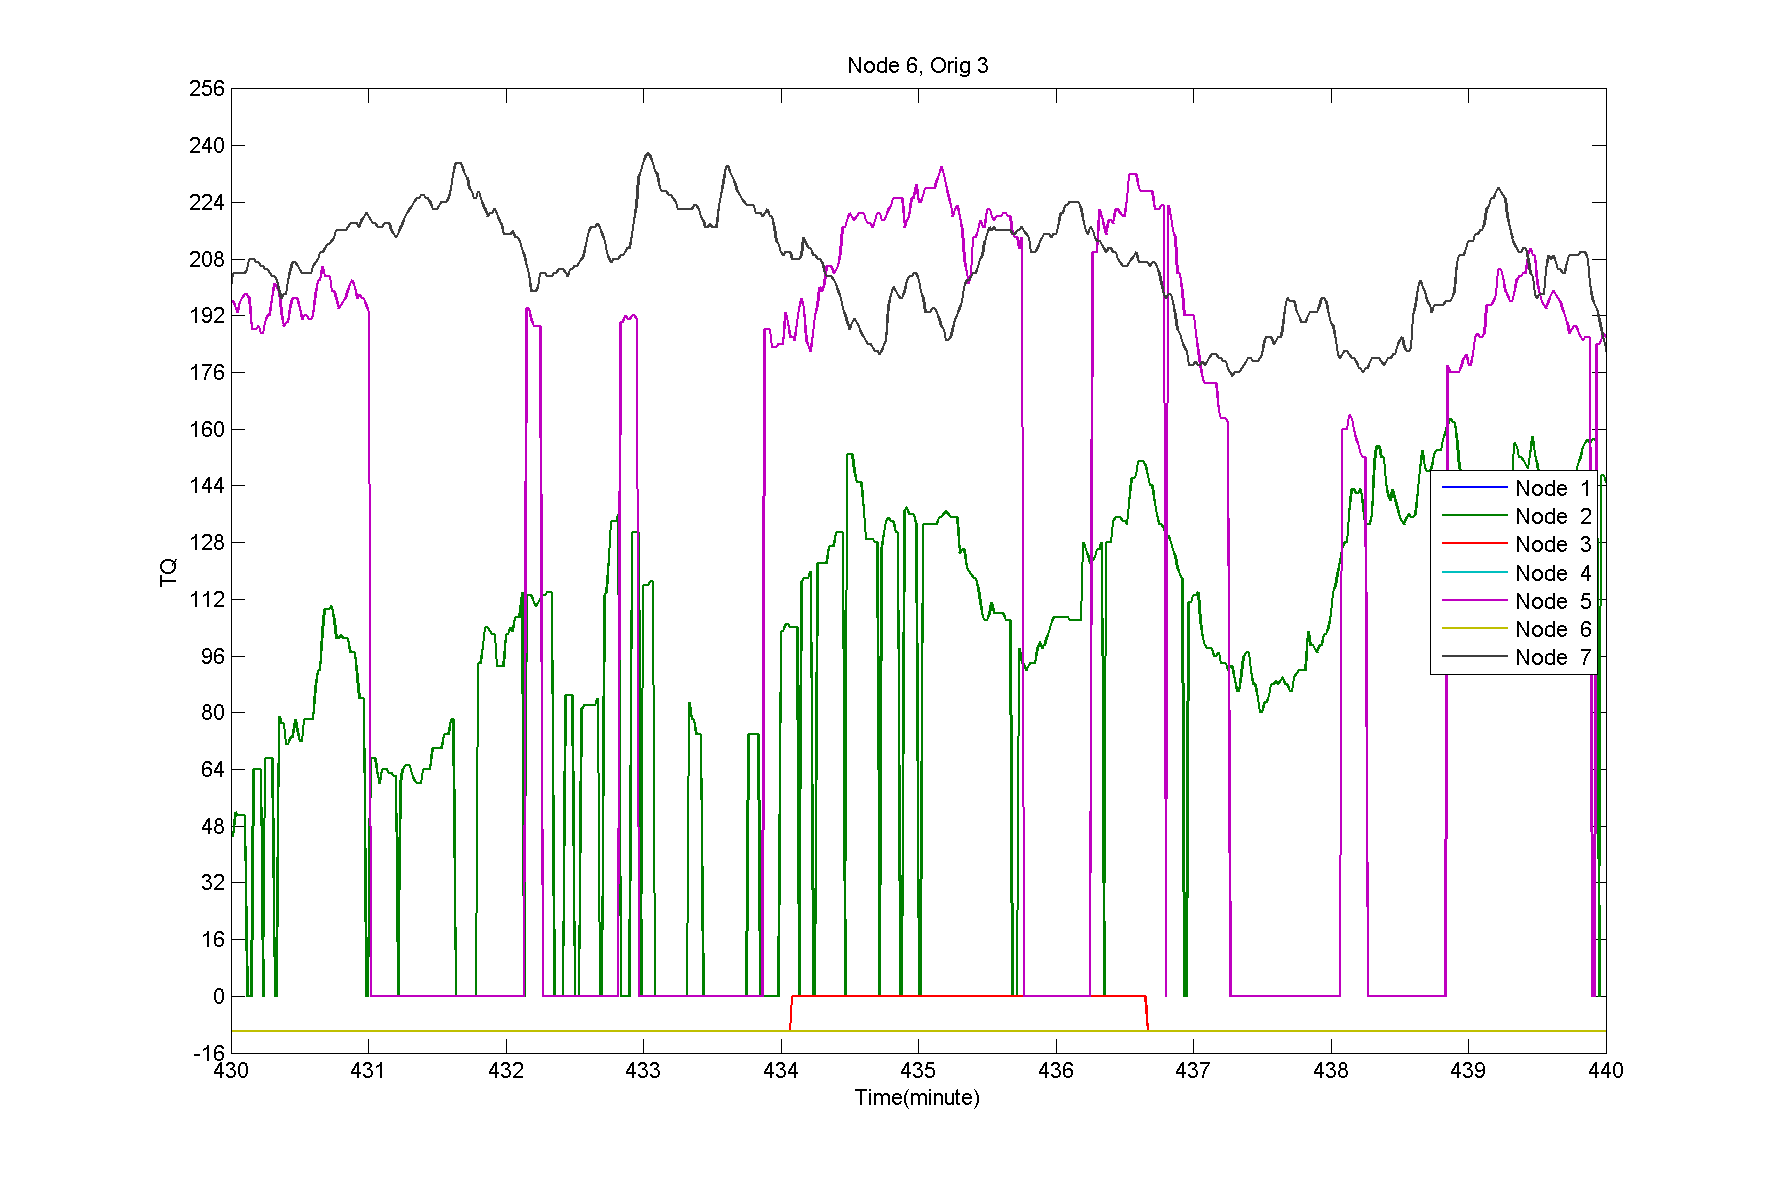 Node 6, Orig 3
256
240
224
208
192
176
160
144
128
112
96
80
64
48
32
16
0
-16
TQ
Node 1
Node 2
Node 3
Node 4
Node 5
Node 6
Node 7
430 431 432 433 434 435 436 437 438 439 440
Time(minute)